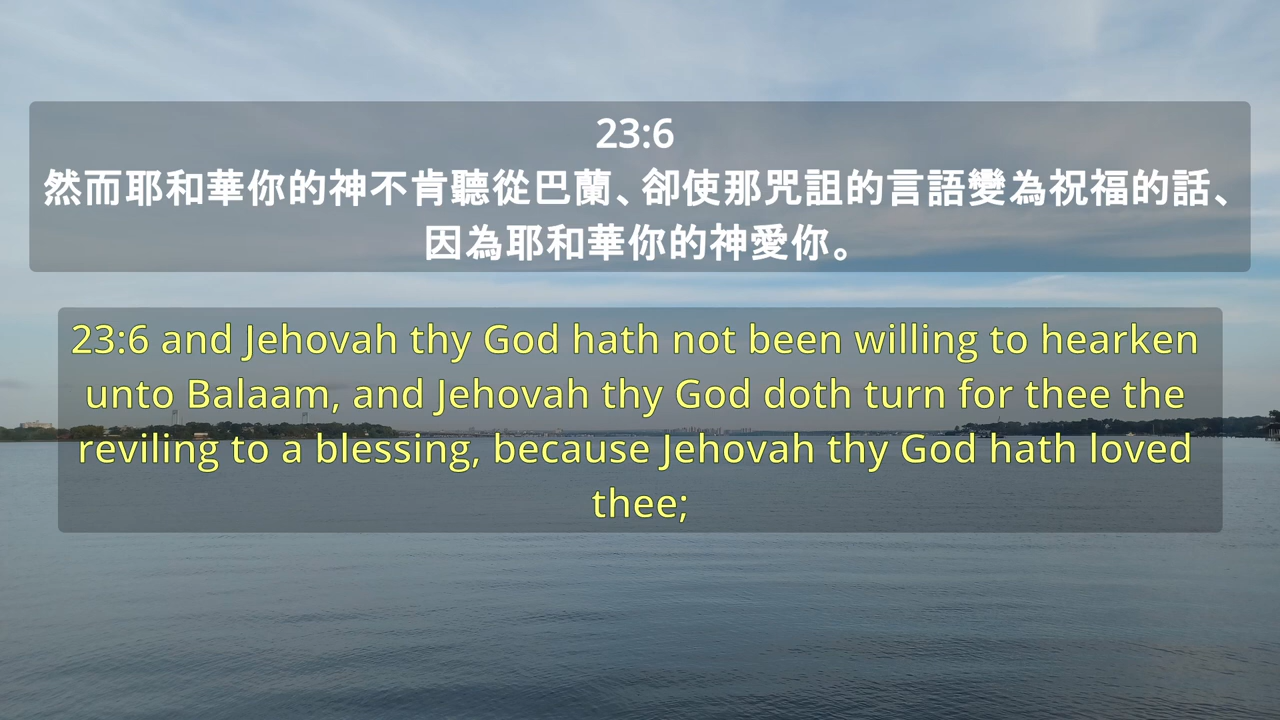 23:6
然而耶和華你的神不肯聽從巴蘭、卻使那咒詛的言語變為祝福的話、
因為耶和華你的神愛你。
23:6 and Jehovah thy God hath not been willing to hearken
unto Balaam, and Jehovah thy God doth turn for thee the
reviling to a blessing, because Jehovah thy God hath loved
thee;